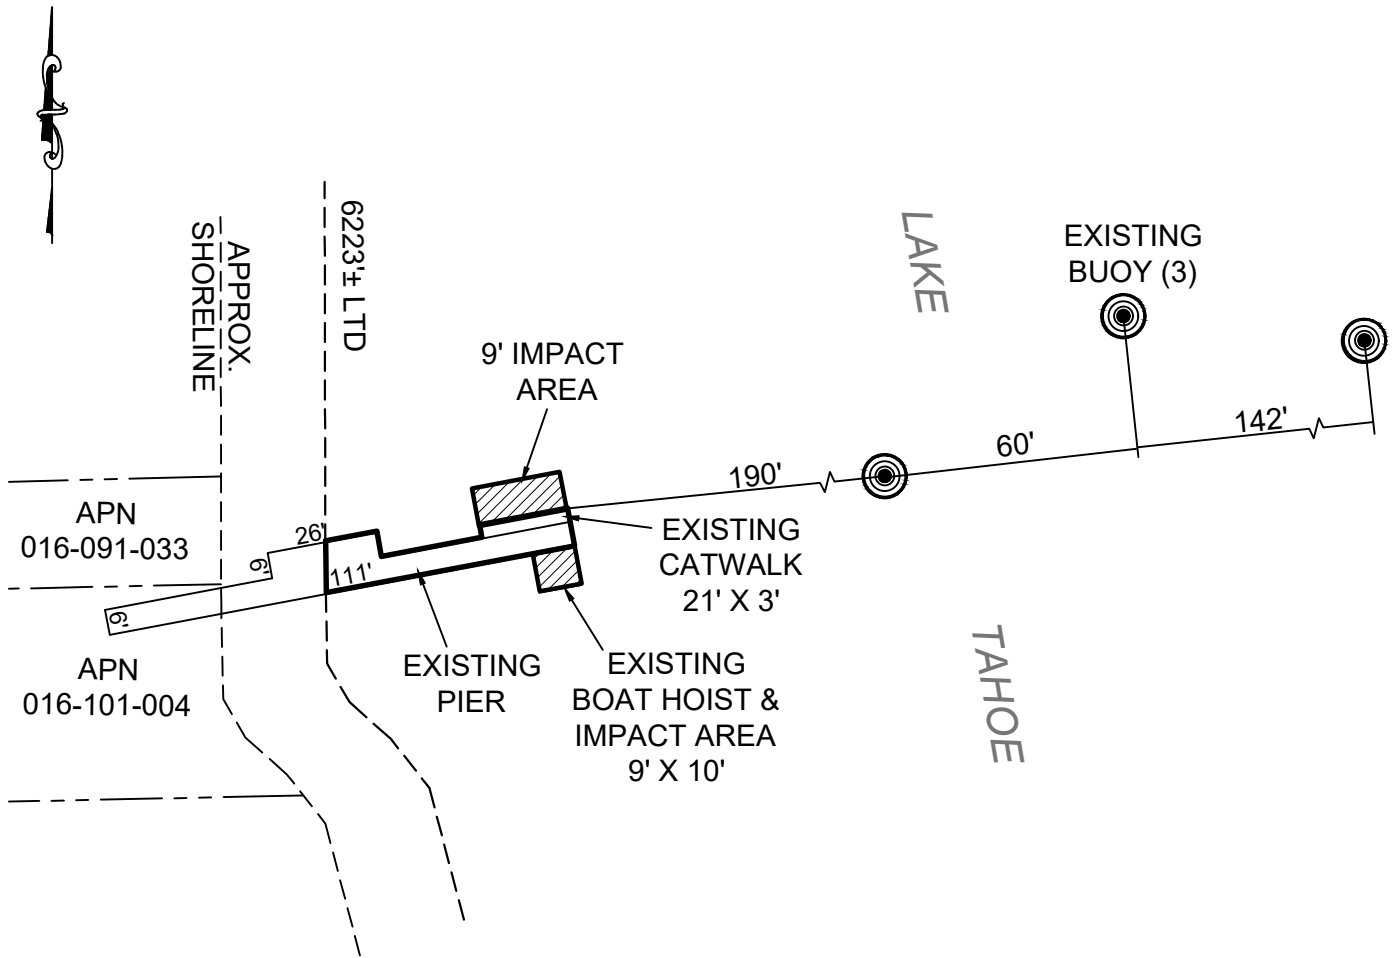 6223'± LTD
APPROX.
SHORELINE
LAKE
EXISTING
BUOY (3)
9' IMPACT
AREA
142'
60'
190'
APN
016-091-033
26'
6'
111'
6'
EXISTING
CATWALK
21' X 3'
APN
016-101-004
EXISTING
PIER
EXISTING
BOAT HOIST &
IMPACT AREA
9' X 10'
TAHOE